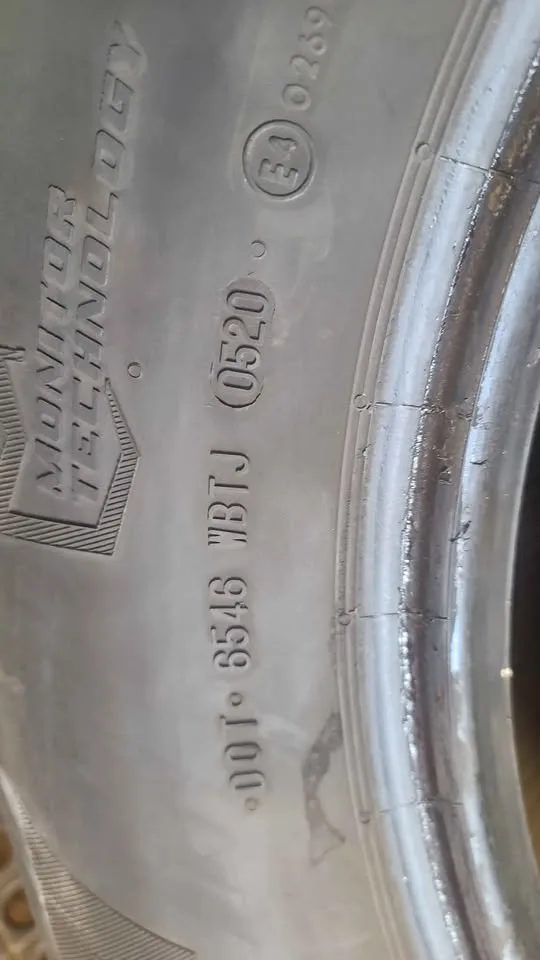 MONITOR
TECHNOLOGY
·DOT· 6546 WBTJ 0520
E4 0269